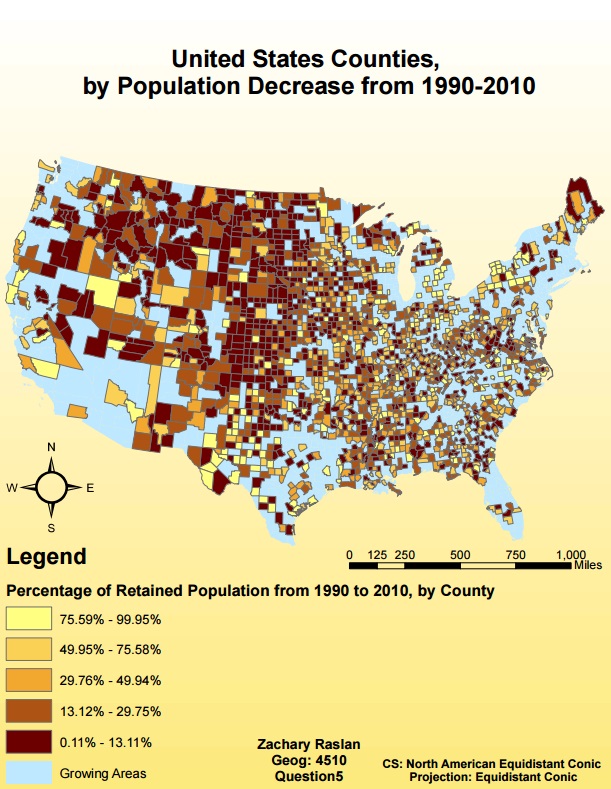 United States Counties,
by Population Decrease from 1990-2010
N
W
E
S
Legend
0 125 250 500 750 1,000
Miles
Percentage of Retained Population from 1990 to 2010, by County
75.59% - 99.95%
49.95% - 75.58%
29.76% - 49.94%
13.12% - 29.75%
0.11% - 13.11%
Growing Areas
Zachary Raslan
Geog: 4510
Question5
CS: North American Equidistant Conic
Projection: Equidistant Conic